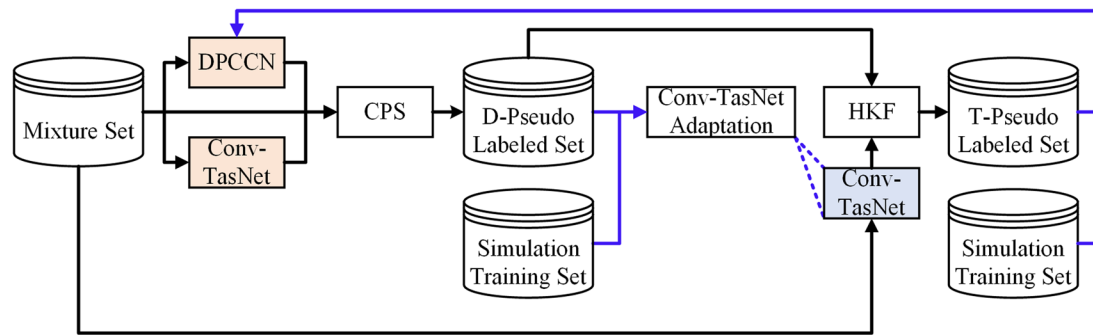 DPCCN
Mixture Set
Conv-
TasNet
CPS
D-Pseudo
Labeled Set
Simulation
Training Set
Conv-TasNet
Adaptation
HKF
Conv-
TasNet
T-Pseudo
Labeled Set
Simulation
Training Set